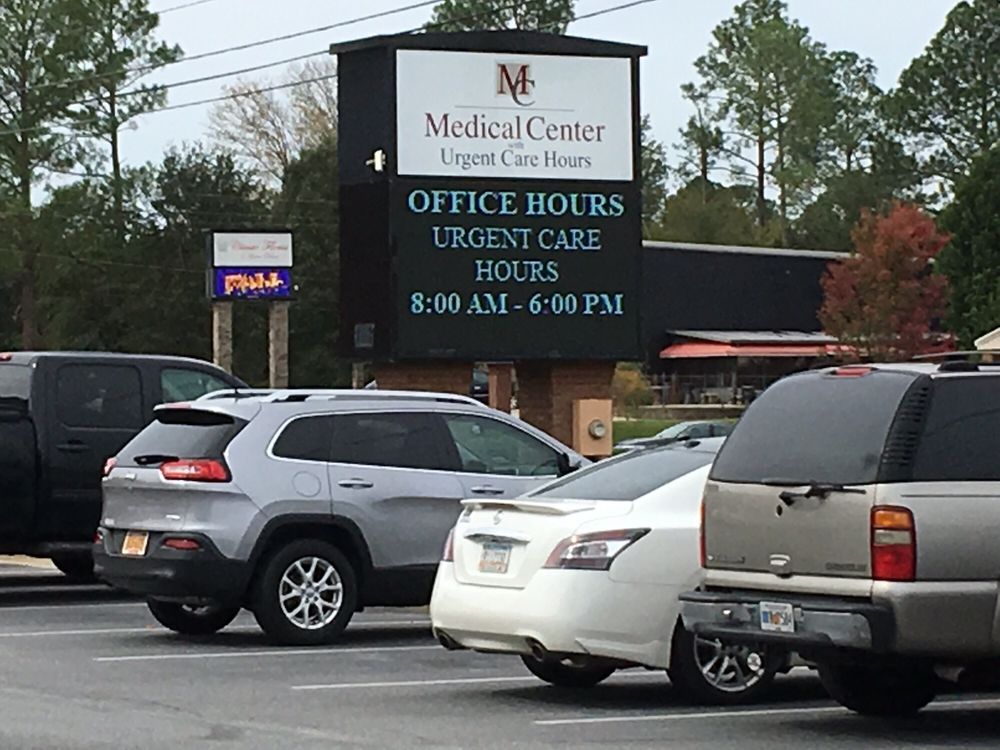 MC
Medical Center
with
Urgent Care Hours
OFFICE HOURS
URGENT CARE
HOURS
8:00 AM - 6:00 PM